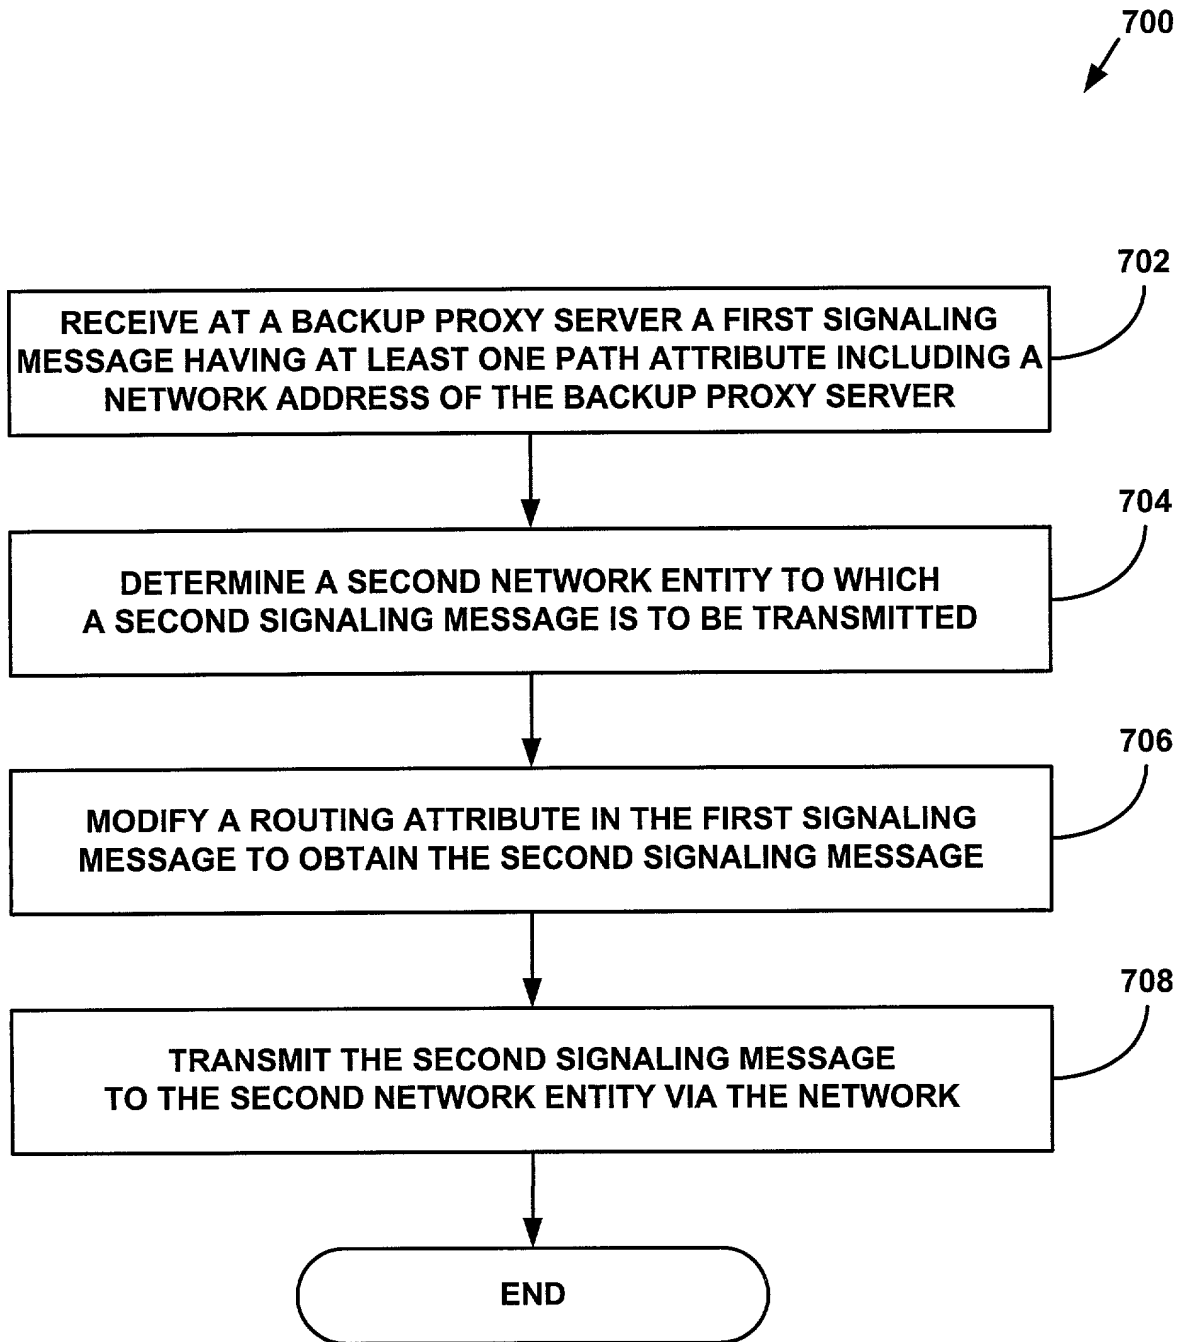 700
702
RECEIVE AT A BACKUP PROXY SERVER A FIRST SIGNALING
MESSAGE HAVING AT LEAST ONE PATH ATTRIBUTE INCLUDING A
NETWORK ADDRESS OF THE BACKUP PROXY SERVER
704
DETERMINE A SECOND NETWORK ENTITY TO WHICH
A SECOND SIGNALING MESSAGE IS TO BE TRANSMITTED
706
MODIFY A ROUTING ATTRIBUTE IN THE FIRST SIGNALING
MESSAGE TO OBTAIN THE SECOND SIGNALING MESSAGE
708
TRANSMIT THE SECOND SIGNALING MESSAGE
TO THE SECOND NETWORK ENTITY VIA THE NETWORK
END